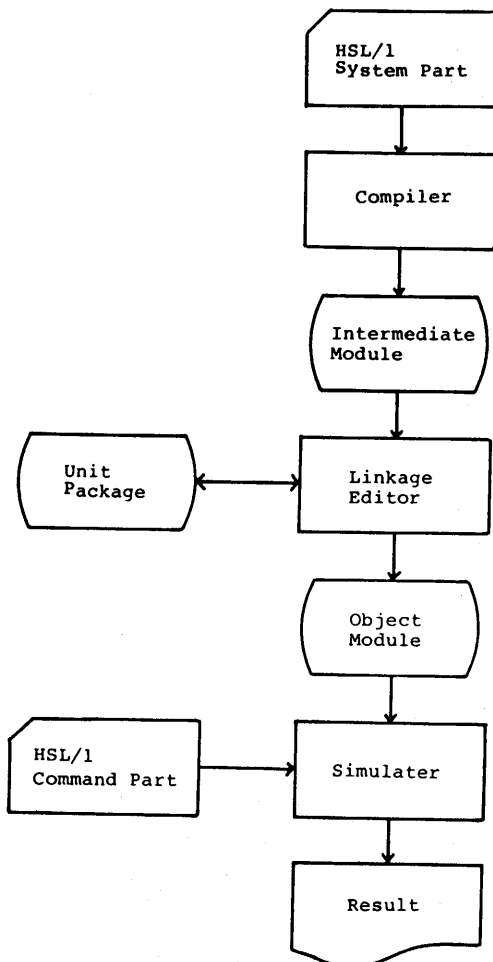 HSL/1
System Part
Compiler
Intermediate
Module
Unit
Package
Linkage
Editor
Object
Module
HSL/1
Command Part
Simulater
Result